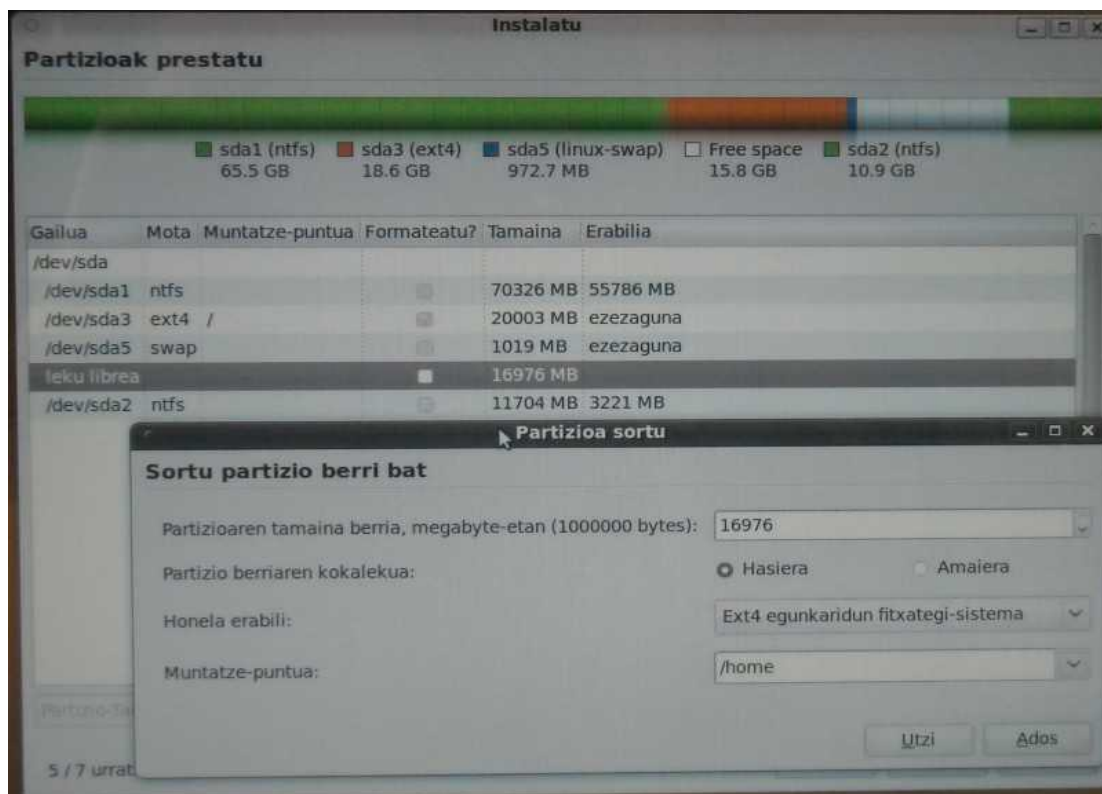 Instalatu
Partizioak prestatu
sda1 (ntfs) sda3 (ext4) sda5 (linux-swap) Free space sda2 (ntfs)
65.5 GB 18.6 GB 972.7 MB 15.8 GB 10.9 GB
Gailua Mota Muntatze-puntua Formateatu? Tamaina Erabilia
/dev/sda
/dev/sda1 ntfs 70326 MB 55786 MB
/dev/sda3 ext4 / 20003 MB ezezaguna
/dev/sda5 swap 1019 MB ezezaguna
leku librea 16976 MB
/dev/sda2 ntfs 11704 MB 3221 MB
Partizioa sortu
Sortu partizio berri bat
Partizioaren tamaina berria, megabyte-etan (1000000 bytes): 16976
Partizio berriaren kokalekua: Hasiera Amaiera
Honela erabili: Ext4 egunkaridun fitxategi-sistema
Muntatze-puntua: /home
Utzi Ados
5 / 7 urrat